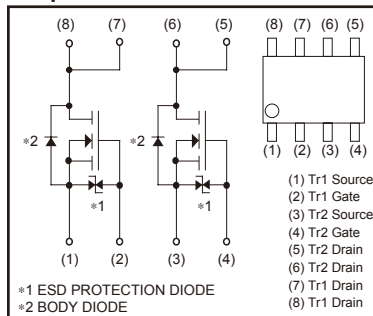 (8) (7) (6) (5) (8) (7) (6) (5)
∗2 ∗2
∗1 ∗1
(1) (2) (3) (4)
(1) (2) (3) (4)
(1) Tr1 Source
(2) Tr1 Gate
(3) Tr2 Source
(4) Tr2 Gate
(5) Tr2 Drain
(6) Tr2 Drain
(7) Tr1 Drain
(8) Tr1 Drain
∗1 ESD PROTECTION DIODE
∗2 BODY DIODE